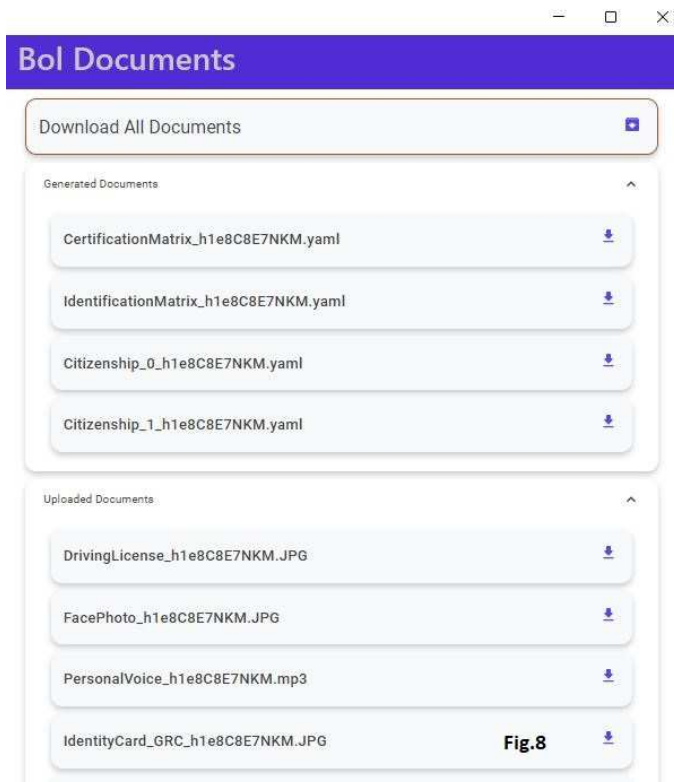 Bol Documents
Download All Documents
Generated Documents
CertificationMatrix_h1e8C8E7NKM.yaml
IdentificationMatrix_h1e8C8E7NKM.yaml
Citizenship_0_h1e8C8E7NKM.yaml
Citizenship_1_h1e8C8E7NKM.yaml
Uploaded Documents
DrivingLicense_h1e8C8E7NKM.JPG
FacePhoto_h1e8C8E7NKM.JPG
PersonalVoice_h1e8C8E7NKM.mp3
IdentityCard_GRC_h1e8C8E7NKM.JPG Fig.8